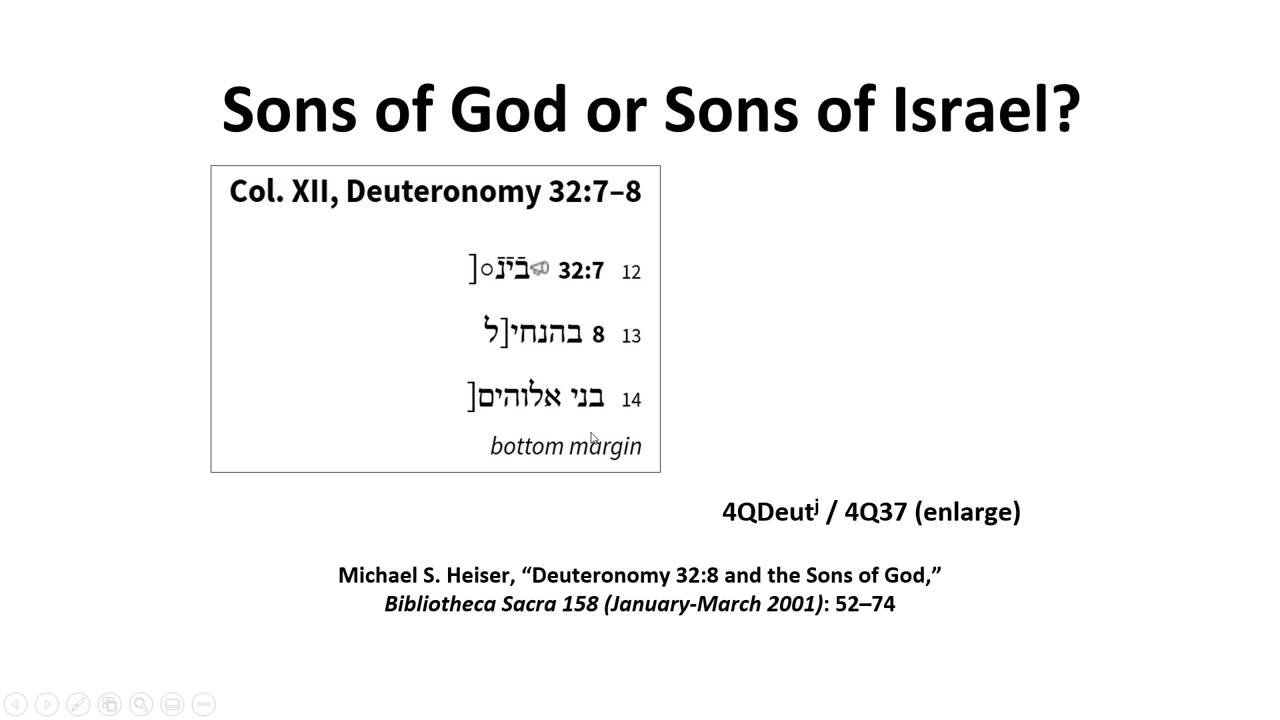 Sons of God or Sons of Israel?
Col. XII, Deuteronomy 32:7–8
12 32:7 בֿיֿנֿ○[
13 8 בהנחי[ל
14 בני אלוהים[
bottom margin
4QDeutʲ / 4Q37 (enlarge)
Michael S. Heiser, “Deuteronomy 32:8 and the Sons of God,”
Bibliotheca Sacra 158 (January-March 2001): 52–74